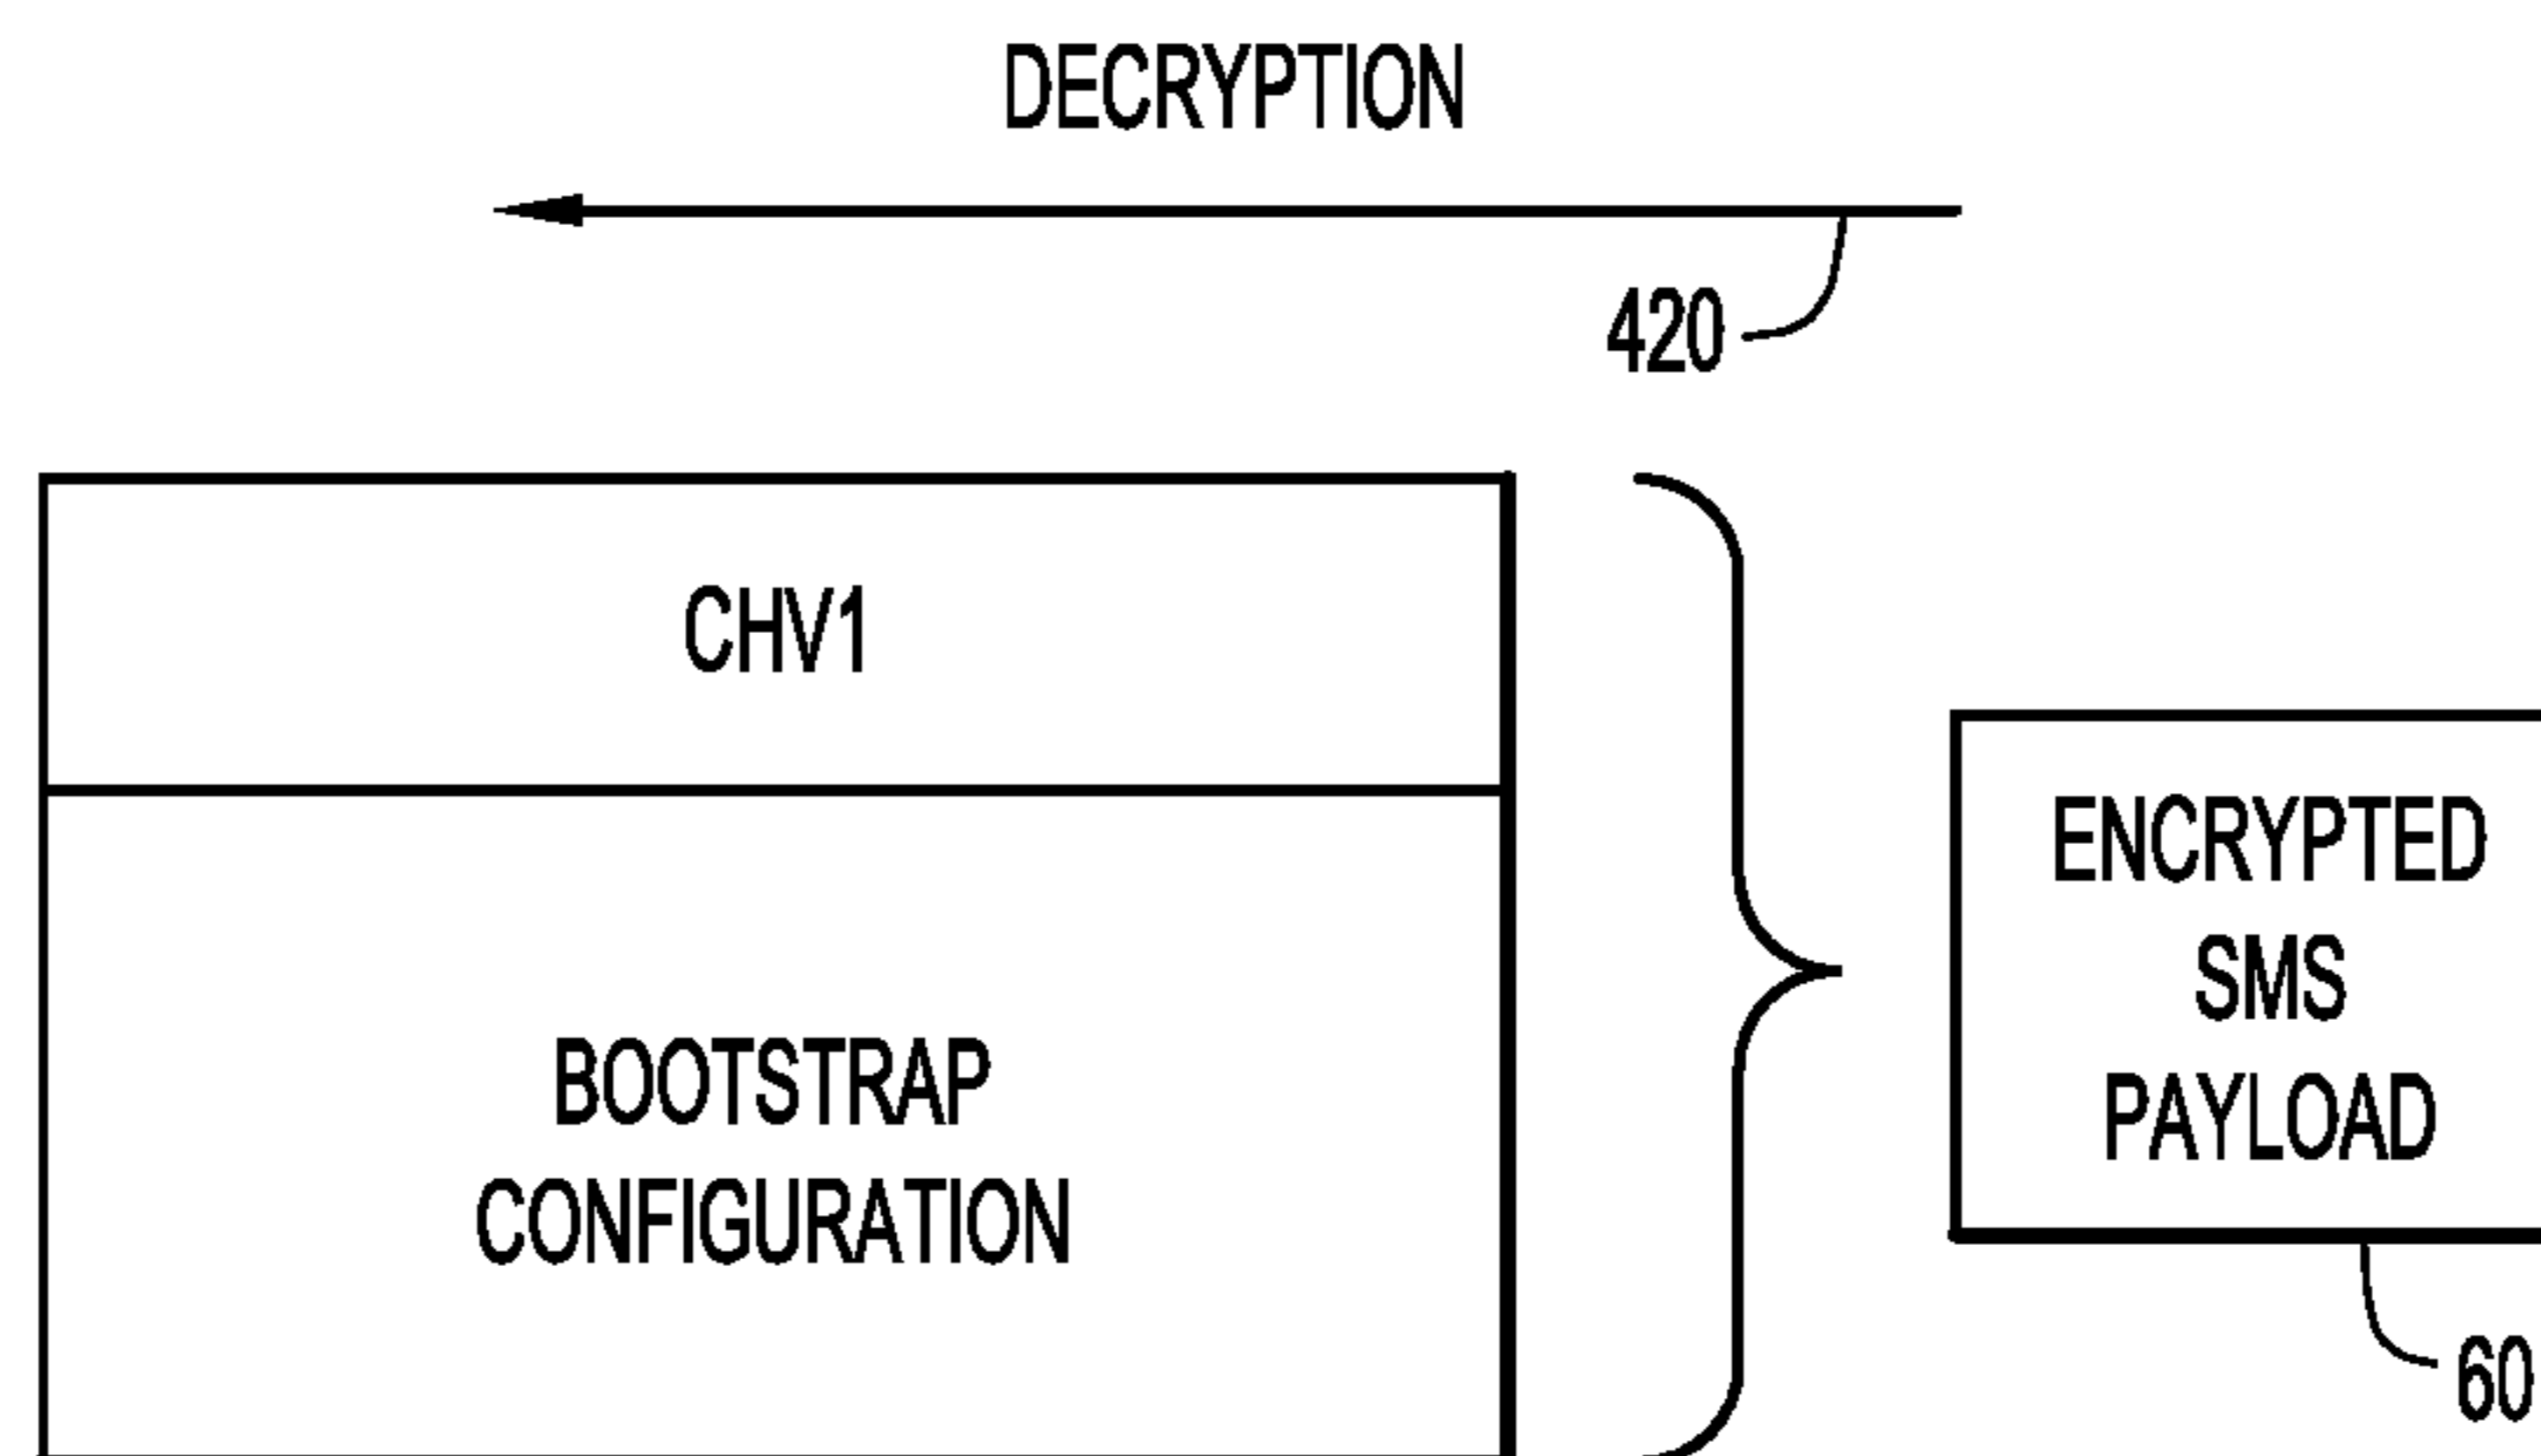 DECRYPTION
420
CHV1
BOOTSTRAP
CONFIGURATION
ENCRYPTED
SMS
PAYLOAD
60